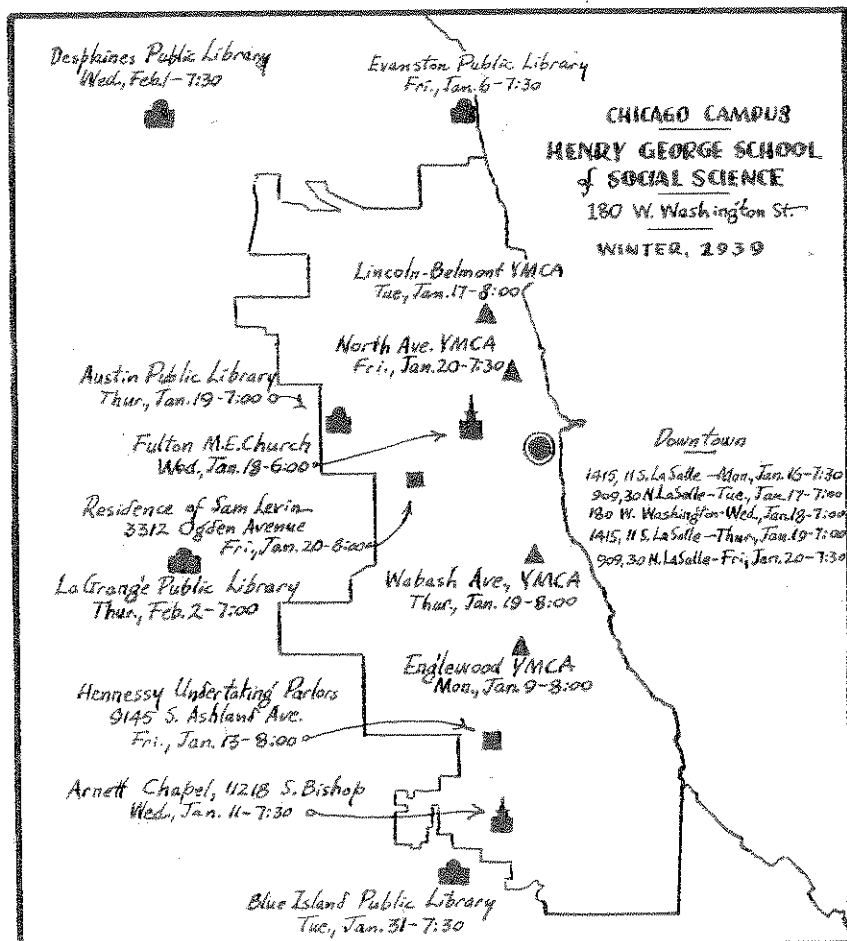 Desplaines Public Library
Wed., Feb. 1-7:30
Evanston Public Library
Fri., Jan. 6-7:30
CHICAGO CAMPUS
HENRY GEORGE SCHOOL
of SOCIAL SCIENCE
180 W. Washington St.
WINTER, 1939
Lincoln-Belmont YMCA
Tue., Jan. 17-8:00
North Ave. YMCA
Fri., Jan. 20-7:30
Austin Public Library
Thur., Jan. 19-7:00
Fulton M.E. Church
Wed., Jan. 18-6:00
Residence of Sam Levin
3312 Ogden Avenue
Fri., Jan. 20-8:00
Downtown
1415, 11 S. LaSalle-Mon., Jan. 16-7:30
909, 30 N. LaSalle-Tue., Jan. 17-7:00
180 W. Washington-Wed., Jan. 18-7:00
1415, 11 S. LaSalle-Thur., Jan. 19-7:00
909, 30 N. LaSalle-Fri., Jan. 20-7:30
LaGrange Public Library
Thur., Feb. 2-7:00
Wabash Ave., YMCA
Thur., Jan. 19-8:00
Englewood YMCA
Mon., Jan. 9-8:00
Hennessy Undertaking Parlors
9145 S. Ashland Ave.
Fri., Jan. 13-8:00
Arnett Chapel, 11218 S. Bishop
Wed., Jan. 11-7:30
Blue Island Public Library
Tue., Jan. 31-7:30